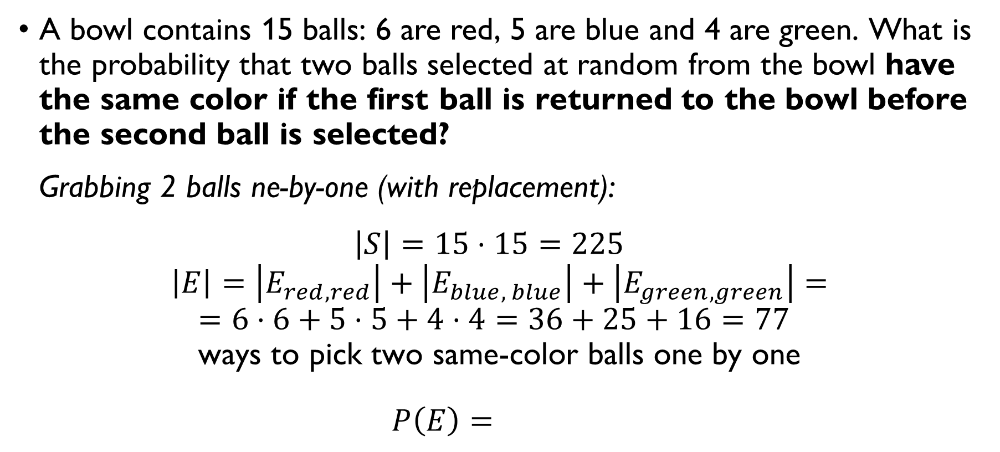 • A bowl contains 15 balls: 6 are red, 5 are blue and 4 are green. What is
the probability that two balls selected at random from the bowl have
the same color if the first ball is returned to the bowl before
the second ball is selected?
Grabbing 2 balls ne-by-one (with replacement):
|S| = 15 · 15 = 225
|E| = |E_{red,red}| + |E_{blue, blue}| + |E_{green,green}| =
= 6 · 6 + 5 · 5 + 4 · 4 = 36 + 25 + 16 = 77
ways to pick two same-color balls one by one
P(E) =